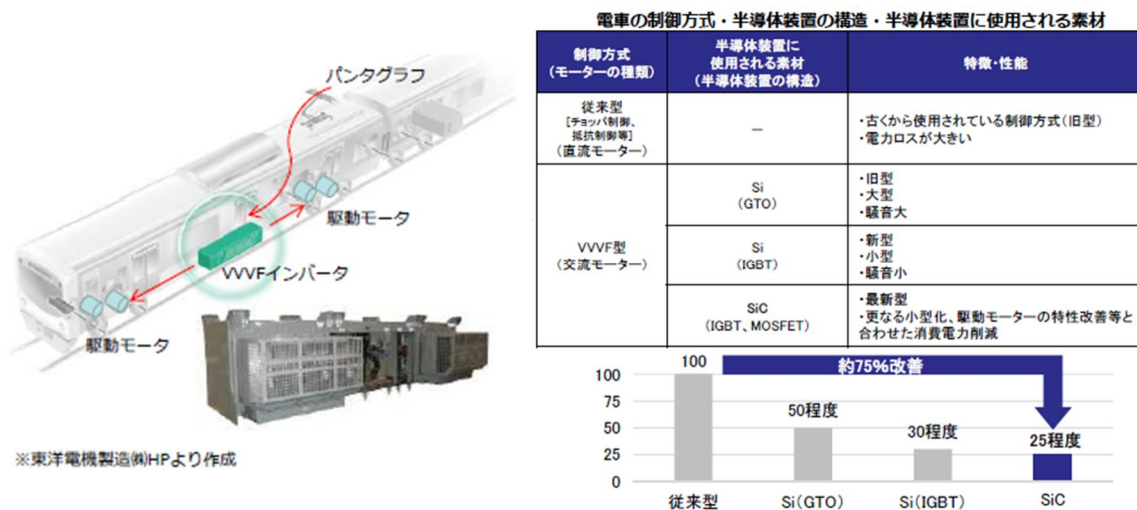 パンタグラフ
駆動モータ
VVVFインバータ
駆動モータ
※東洋電機製造㈱HPより作成
電車の制御方式・半導体装置の構造・半導体装置に使用される素材
制御方式
(モーターの種類)
半導体装置に
使用される素材
(半導体装置の構造)
特徴・性能
従来型
[チョッパ制御、
抵抗制御等]
(直流モーター)
―
・古くから使用されている制御方式(旧型)
・電力ロスが大きい
VVVF型
(交流モーター)
Si
(GTO)
・旧型
・大型
・騒音大
Si
(IGBT)
・新型
・小型
・騒音小
SiC
(IGBT、MOSFET)
・最新型
・更なる小型化、駆動モーターの特性改善等と
合わせた消費電力削減
100
75
50
25
0
100
約75%改善
50程度
30程度
25程度
従来型
Si(GTO)
Si(IGBT)
SiC